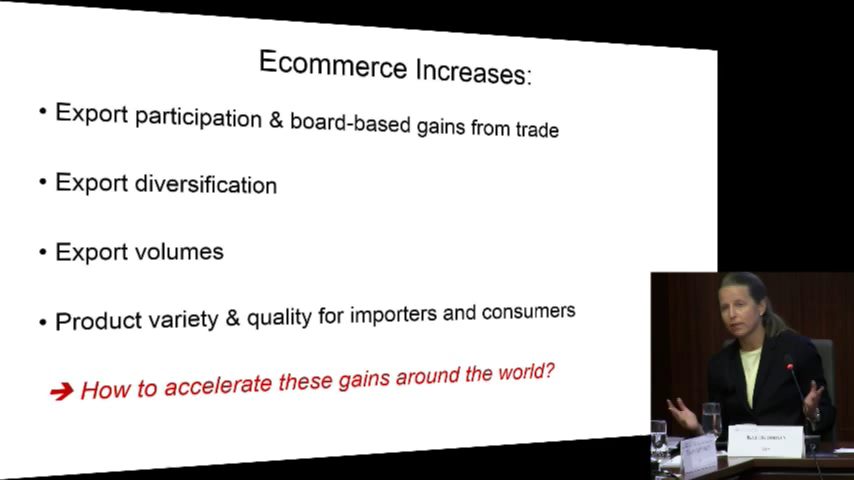 Ecommerce Increases:
• Export participation & board-based gains from trade
• Export diversification
• Export volumes
• Product variety & quality for importers and consumers
➔ How to accelerate these gains around the world?